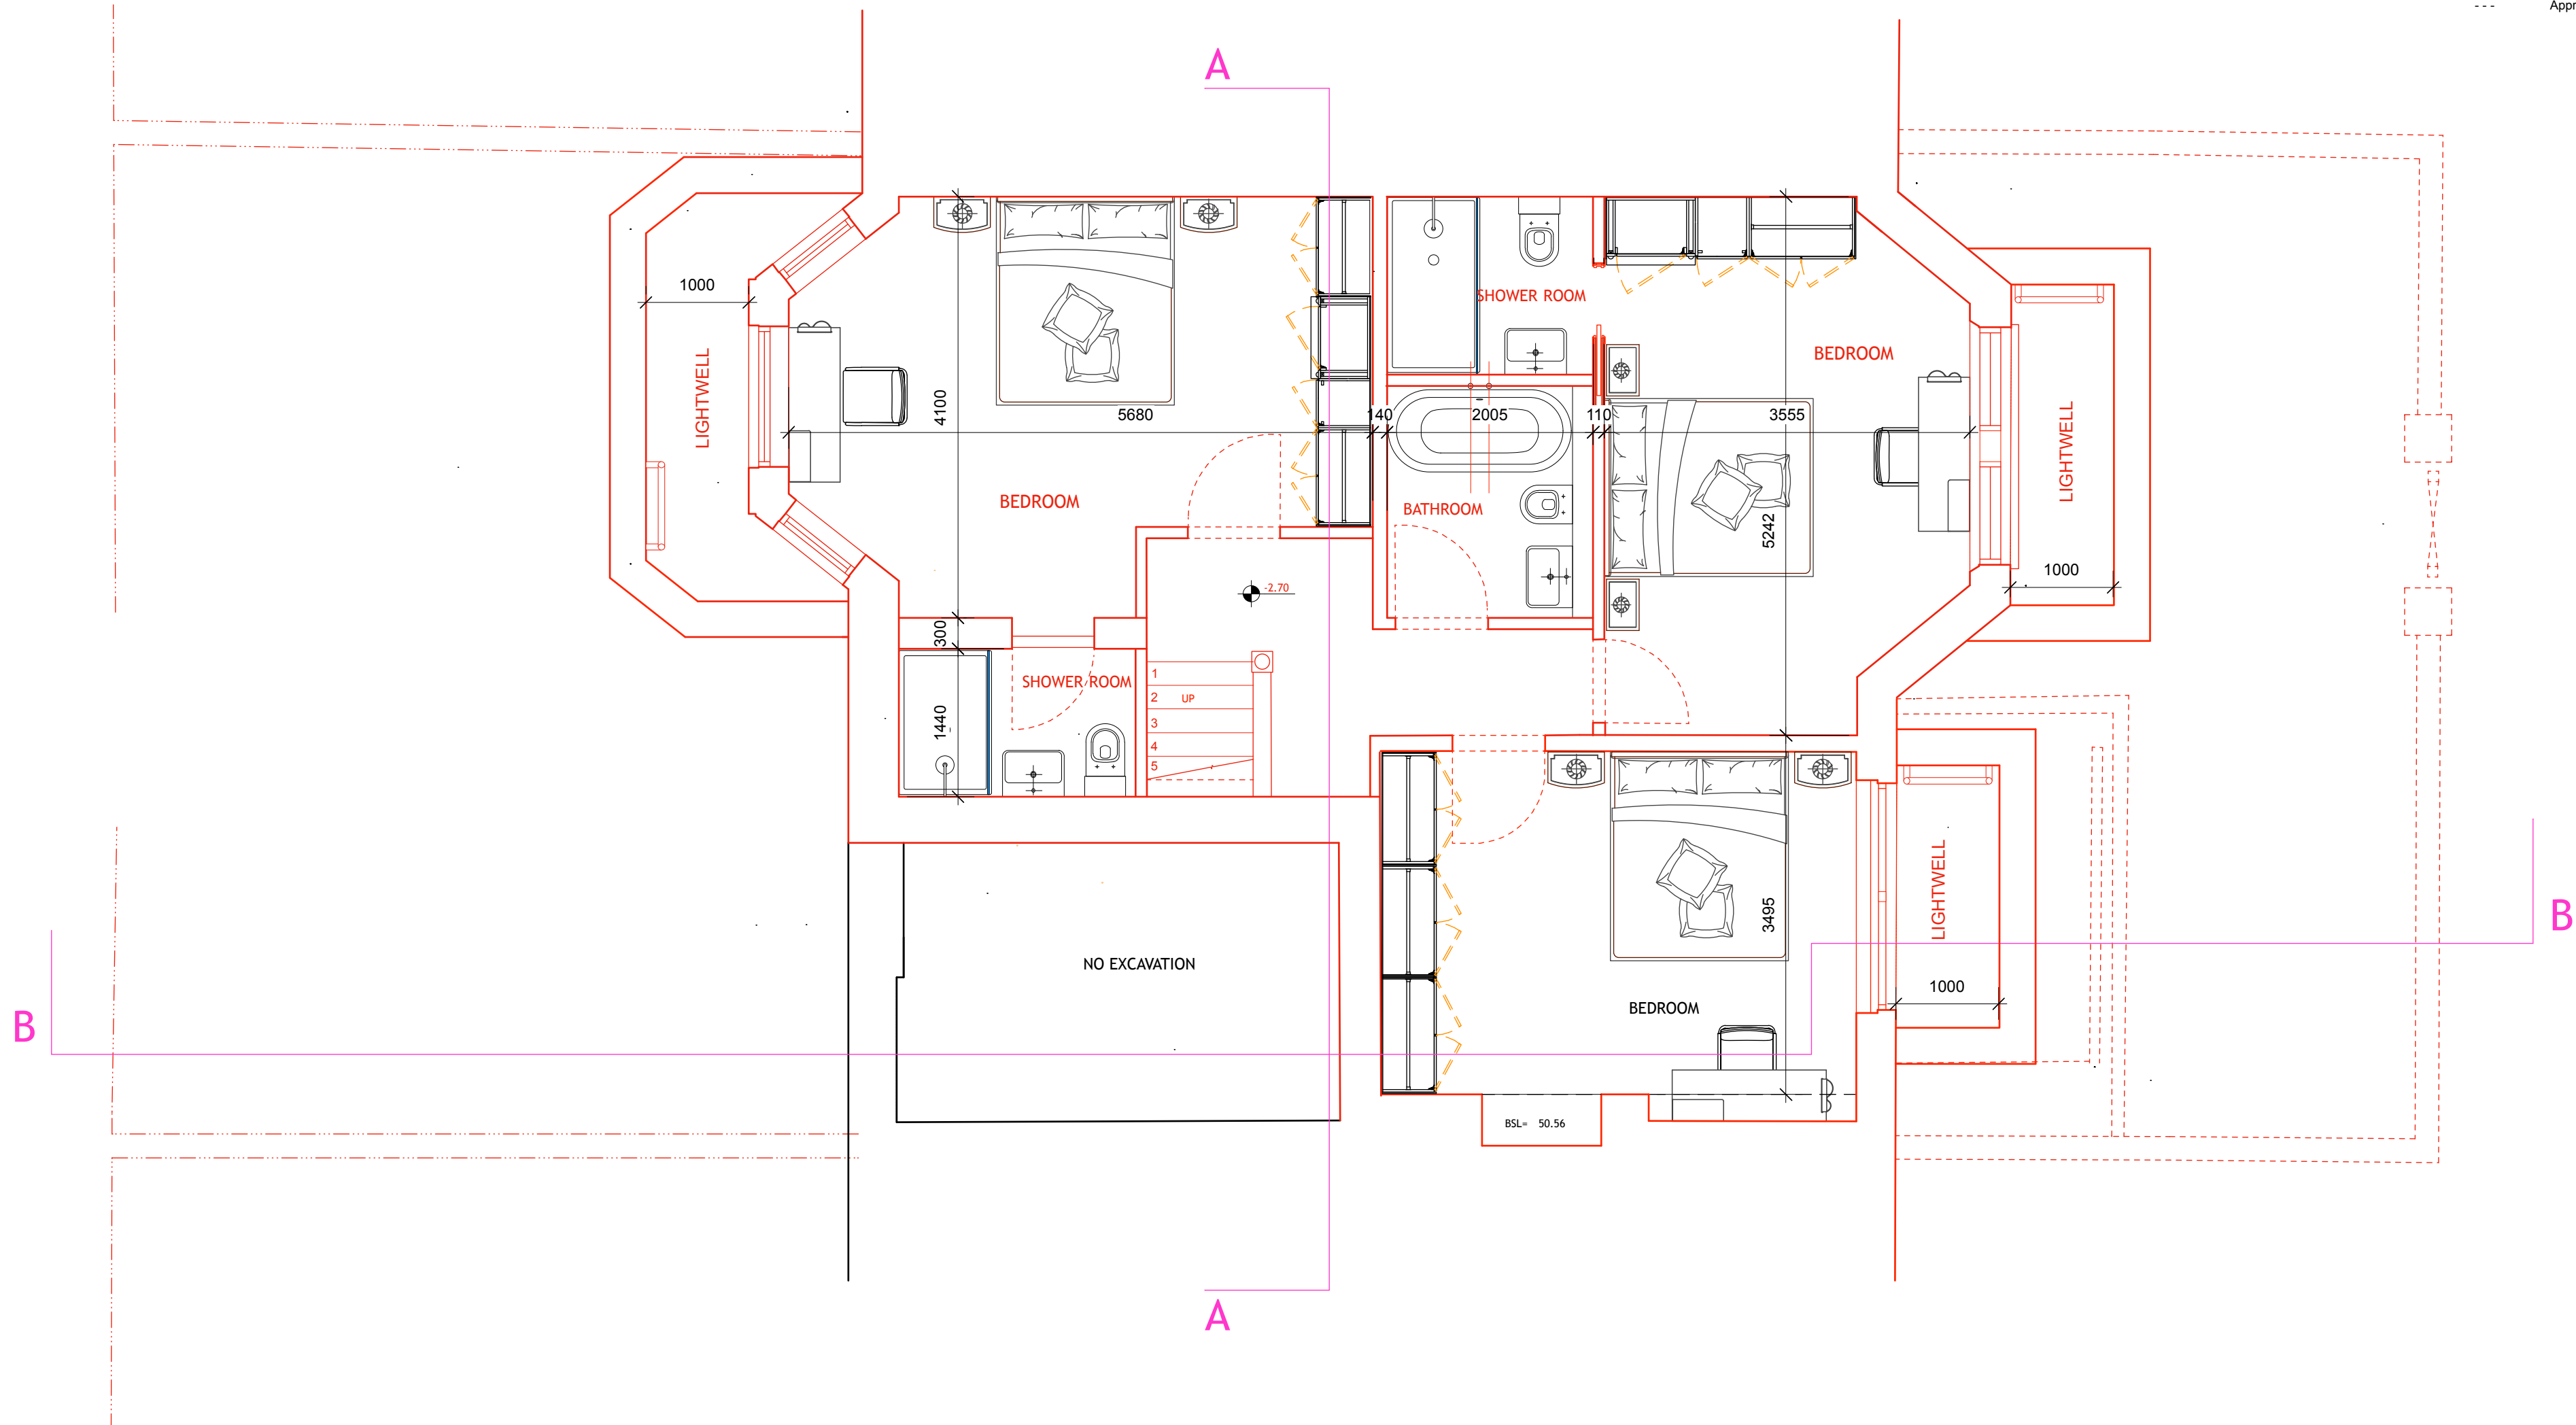 --- Appr
A
1000
LIGHTWELL
4100
5680
140
2005
110
3555
SHOWER ROOM
BEDROOM
LIGHTWELL
BEDROOM
BATHROOM
5242
1000
-2.70
300
SHOWER ROOM
1440
1
2 UP
3
4
5
LIGHTWELL
3495
B
NO EXCAVATION
1000
BEDROOM
B
BSL= 50.56
A